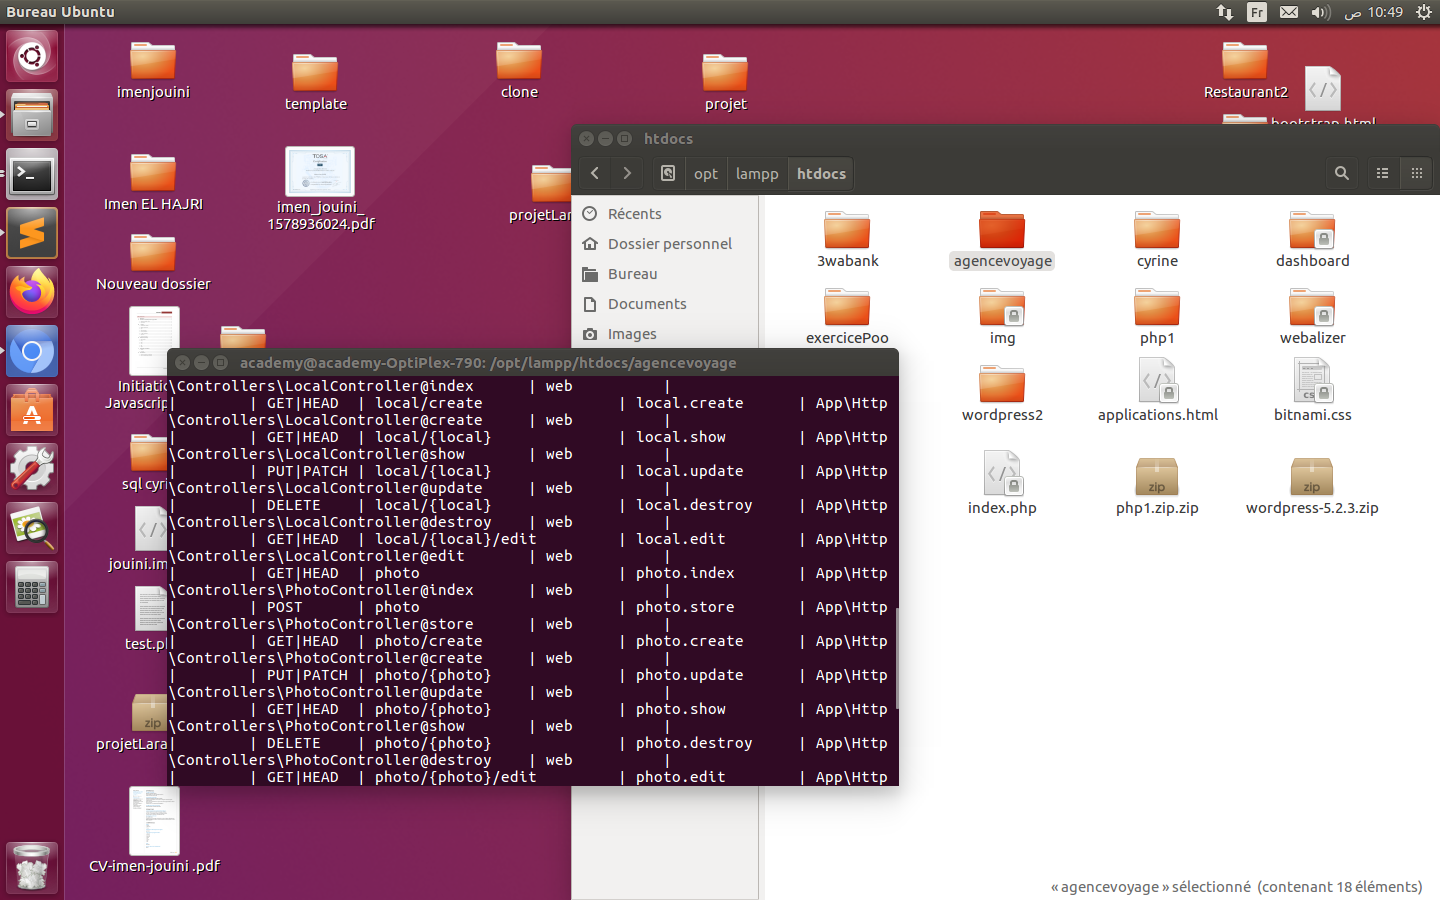 Bureau Ubuntu
Fr
ص 10:49
imenjouini
template
clone
projet
Restaurant2
bootstrap.html
Imen EL HAJRI
imen_jouini_
1578936024.pdf
Nouveau dossier
sql cyri
jouini.im
test.p
zip
projetLara
CV-imen-jouini .pdf
htdocs
opt
lampp
htdocs
Récents
Dossier personnel
Bureau
Documents
Images
3wabank
agencevoyage
cyrine
dashboard
exercicePoo
img
php1
webalizer
wordpress2
applications.html
bitnami.css
index.php
zip
php1.zip.zip
zip
wordpress-5.2.3.zip
« agencevoyage » sélectionné (contenant 18 éléments)
academy@academy-OptiPlex-790: /opt/lampp/htdocs/agencevoyage
\Controllers\LocalController@index | web |
| | GET|HEAD | local/create | local.create | App\Http
\Controllers\LocalController@create | web |
| | GET|HEAD | local/{local} | local.show | App\Http
\Controllers\LocalController@show | web |
| | PUT|PATCH | local/{local} | local.update | App\Http
\Controllers\LocalController@update | web |
| | DELETE | local/{local} | local.destroy | App\Http
\Controllers\LocalController@destroy | web |
| | GET|HEAD | local/{local}/edit | local.edit | App\Http
\Controllers\LocalController@edit | web |
| | GET|HEAD | photo | photo.index | App\Http
\Controllers\PhotoController@index | web |
| | POST | photo | photo.store | App\Http
\Controllers\PhotoController@store | web |
| | GET|HEAD | photo/create | photo.create | App\Http
\Controllers\PhotoController@create | web |
| | PUT|PATCH | photo/{photo} | photo.update | App\Http
\Controllers\PhotoController@update | web |
| | GET|HEAD | photo/{photo} | photo.show | App\Http
\Controllers\PhotoController@show | web |
| | DELETE | photo/{photo} | photo.destroy | App\Http
\Controllers\PhotoController@destroy | web |
| | GET|HEAD | photo/{photo}/edit | photo.edit | App\Http